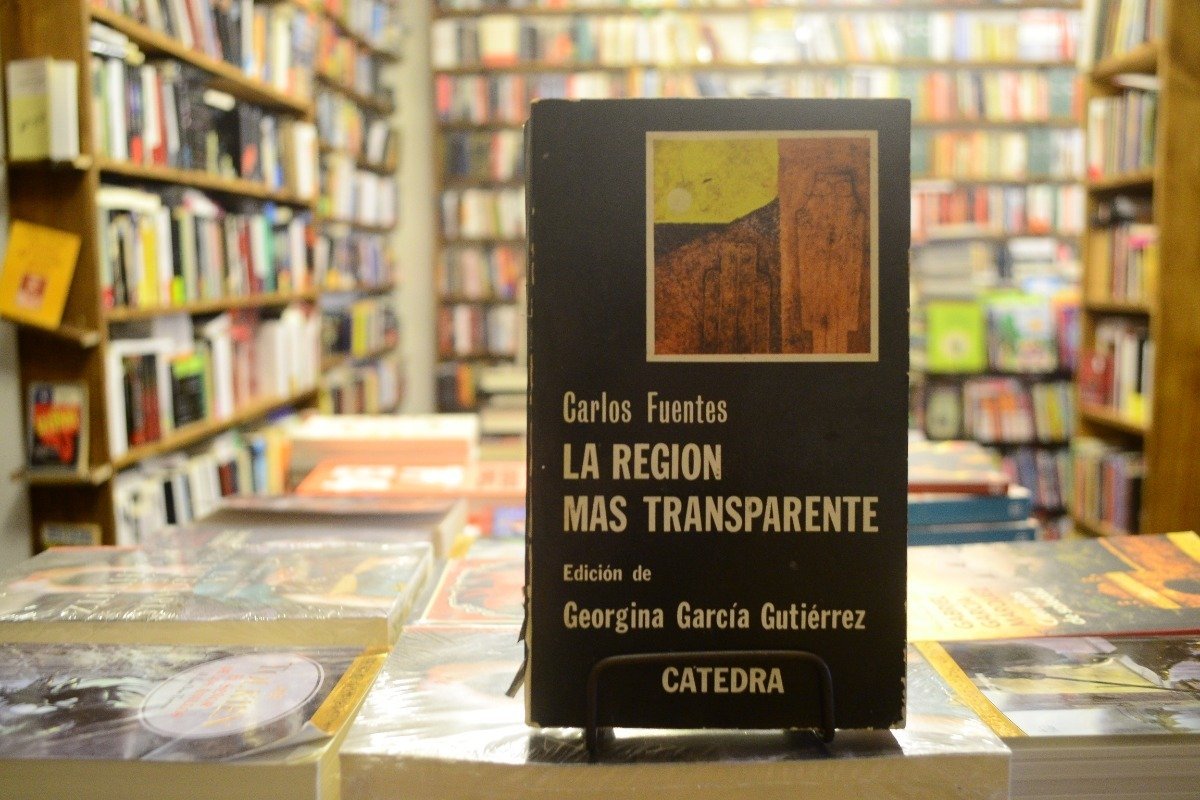 Carlos Fuentes
LA REGION
MAS TRANSPARENTE
Edición de
Georgina García Gutiérrez
CATEDRA